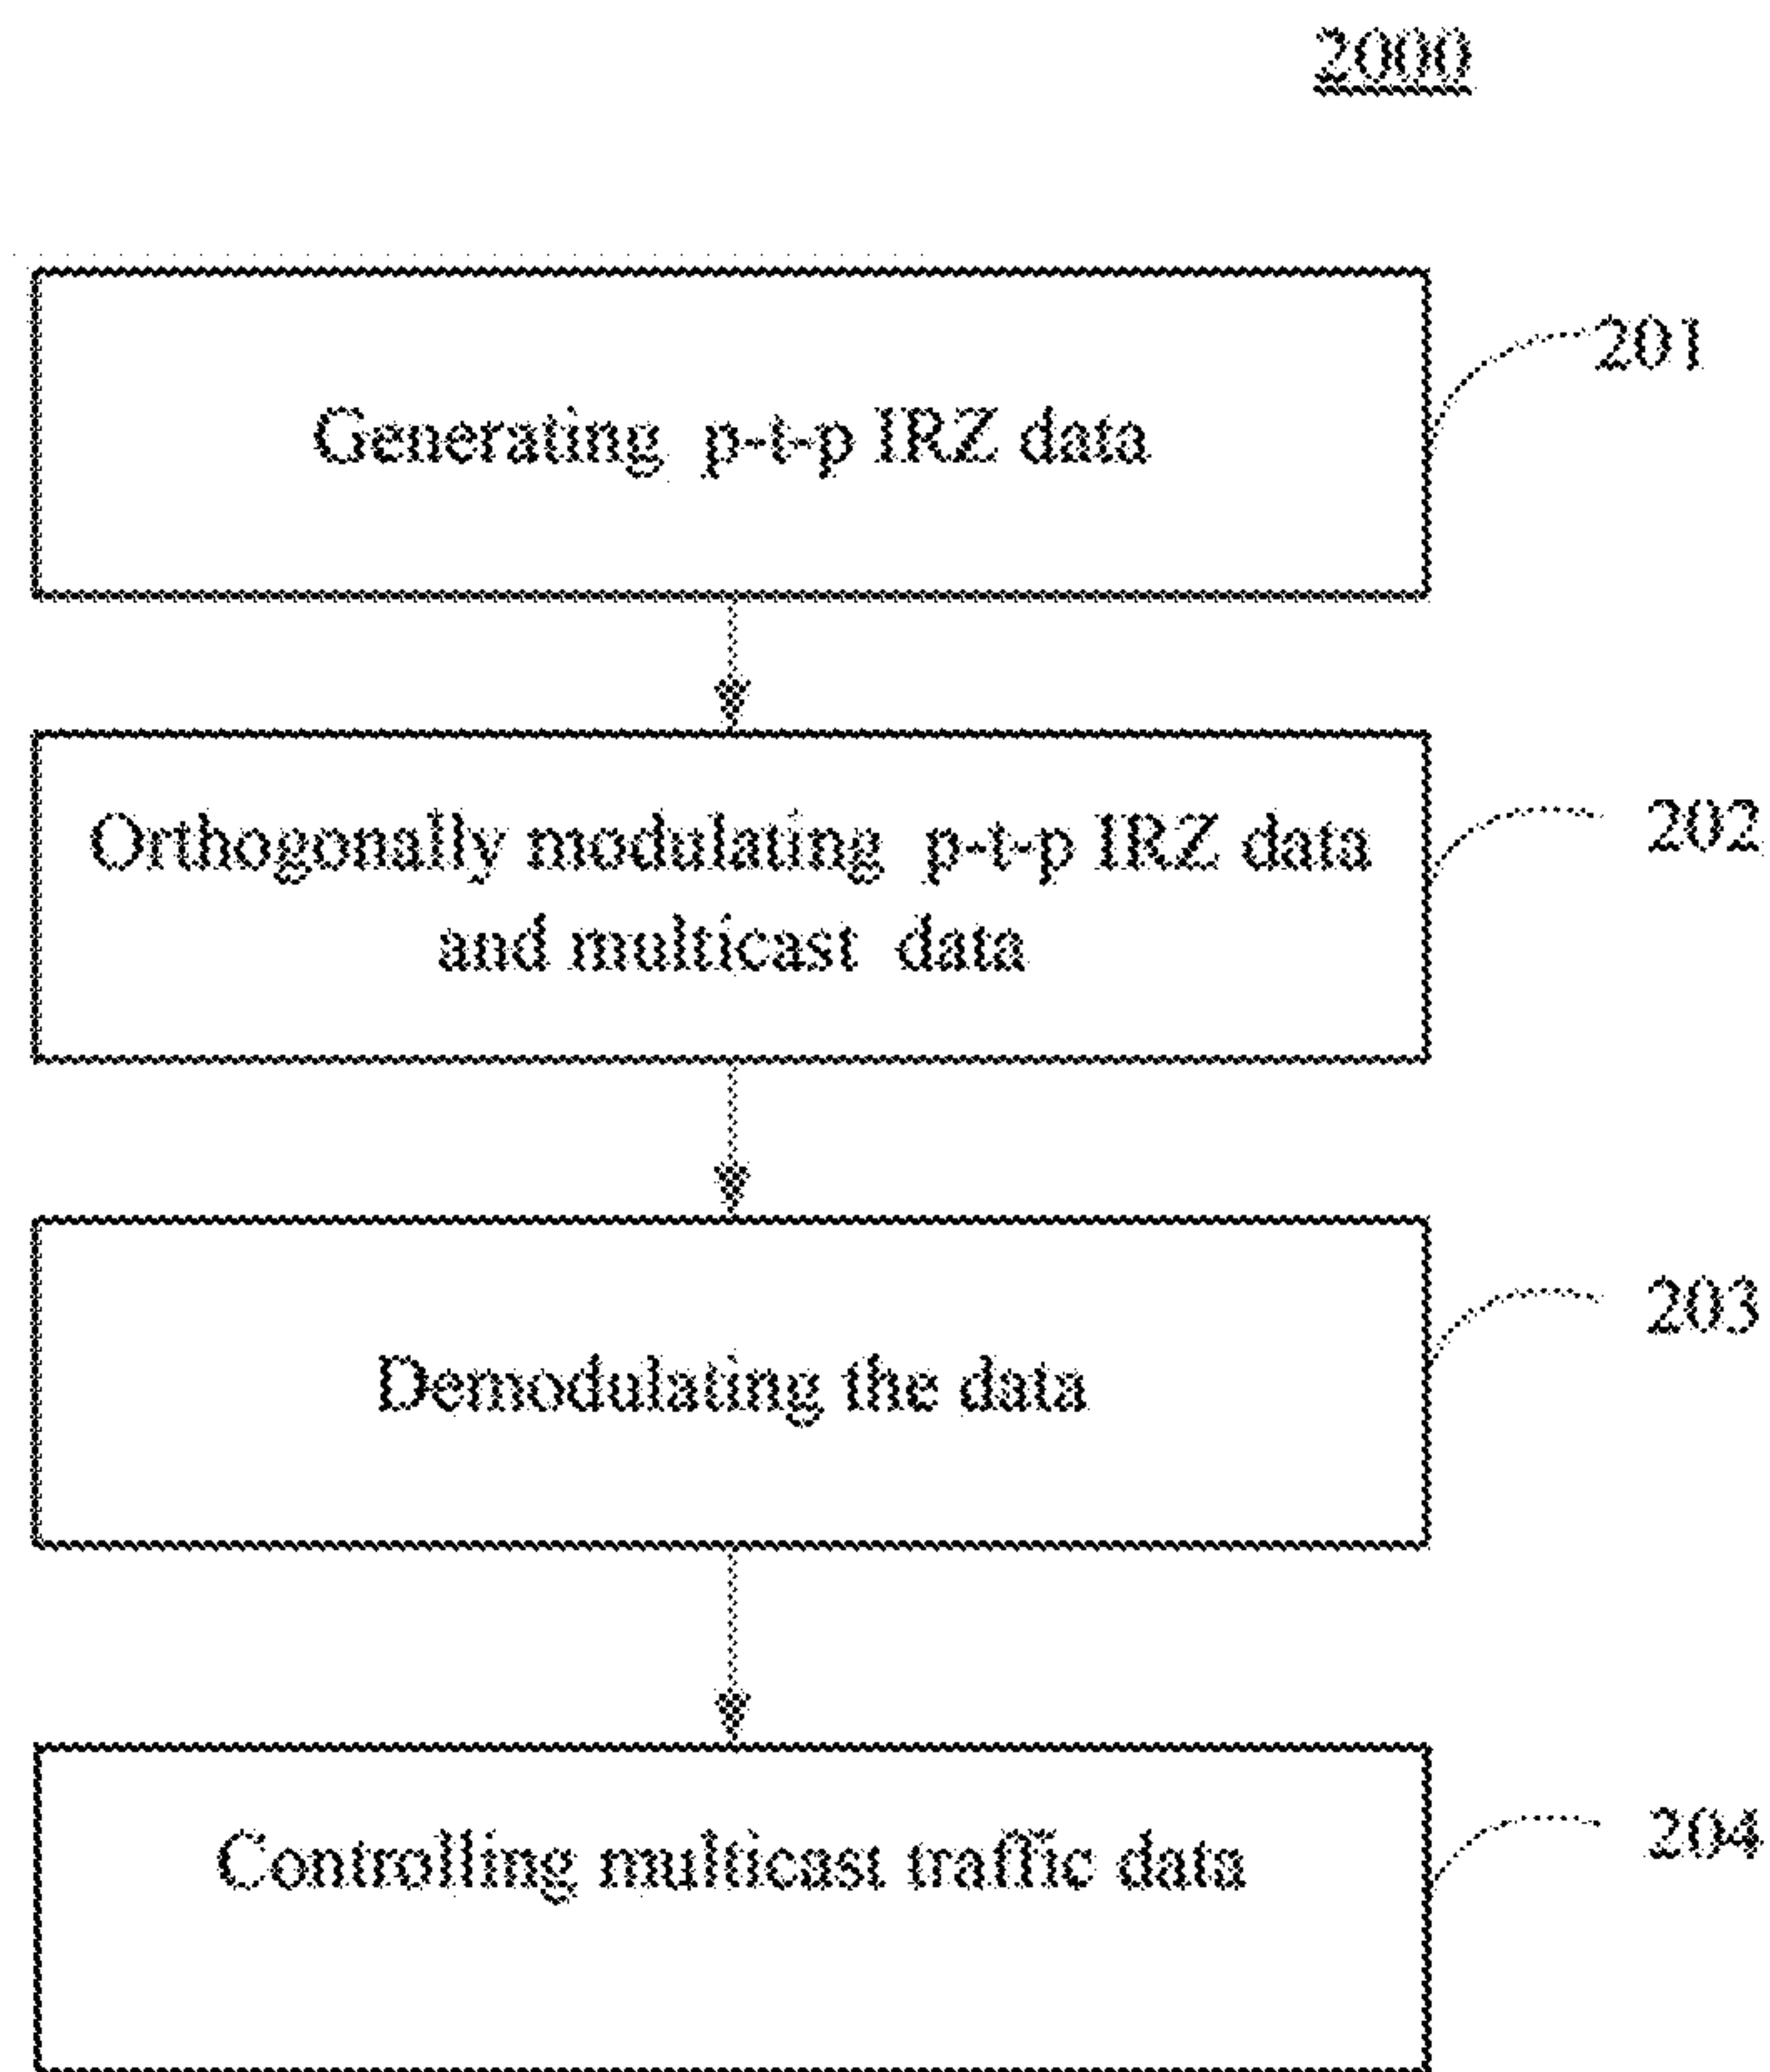 2000
Generating p-t-p IRZ data
201
Orthogonally modulating p-t-p IRZ data
and multicast data
202
Demodulating the data
203
Controlling multicast traffic data
204